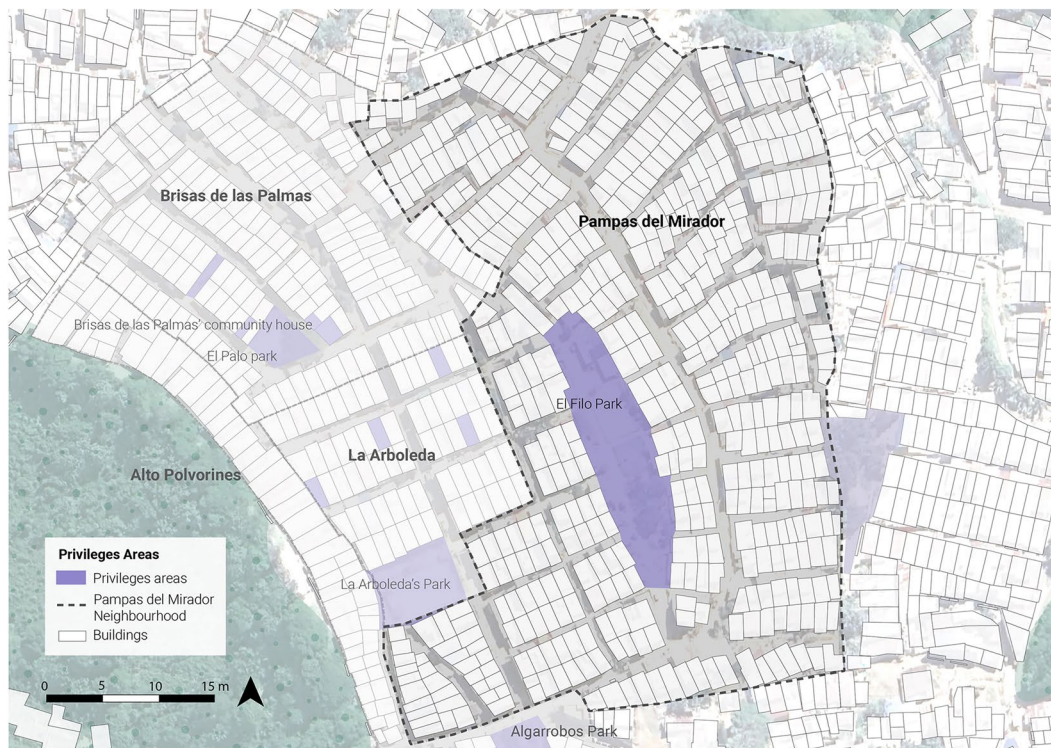 Brisas de las Palmas
Pampas del Mirador
Brisas de las Palmas' community house
El Palo park
El Filo Park
La Arboleda
Alto Polvorines
La Arboleda's Park
Algarrobos Park
Privileges Areas
Privileges areas
Pampas del Mirador
Neighbourhood
Buildings
0 5 10 15 m